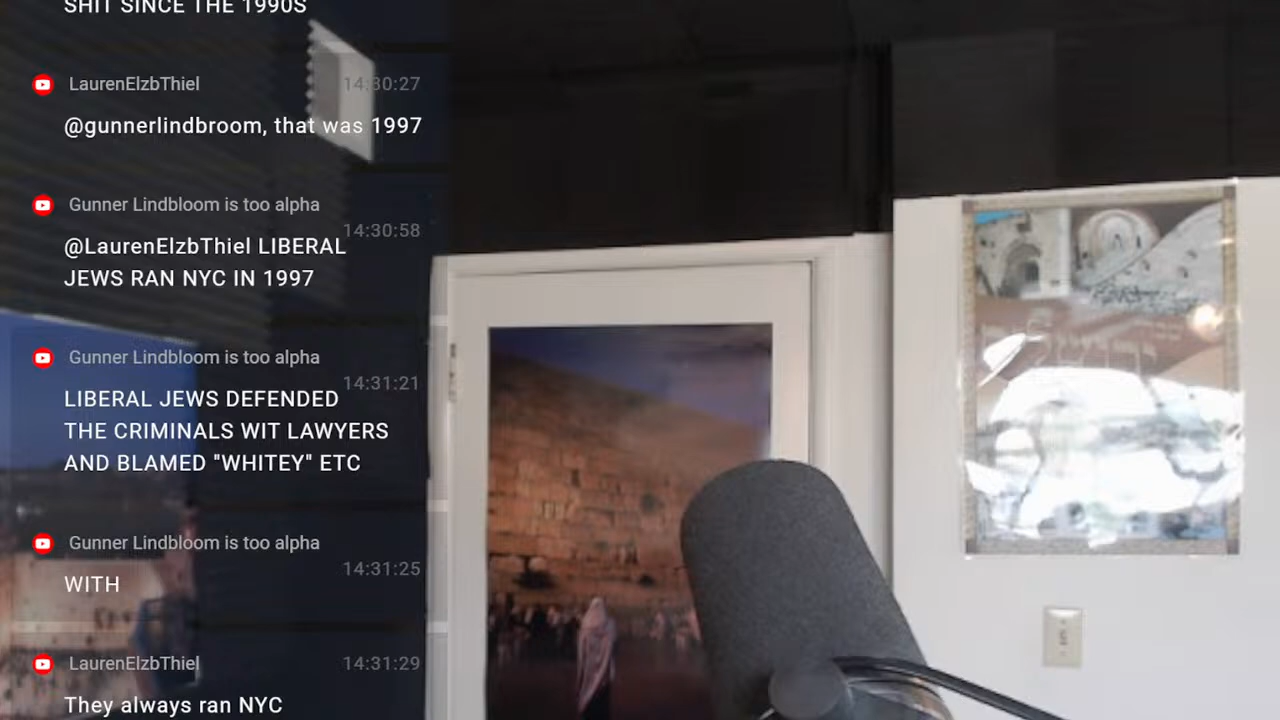 SHIT SINCE THE 1990S
LaurenElzbThiel
14:30:27
@gunnerlindbroom, that was 1997
Gunner Lindbloom is too alpha
14:30:58
@LaurenElzbThiel LIBERAL
JEWS RAN NYC IN 1997
Gunner Lindbloom is too alpha
14:31:21
LIBERAL JEWS DEFENDED
THE CRIMINALS WIT LAWYERS
AND BLAMED "WHITEY" ETC
Gunner Lindbloom is too alpha
14:31:25
WITH
LaurenElzbThiel
14:31:29
They always ran NYC